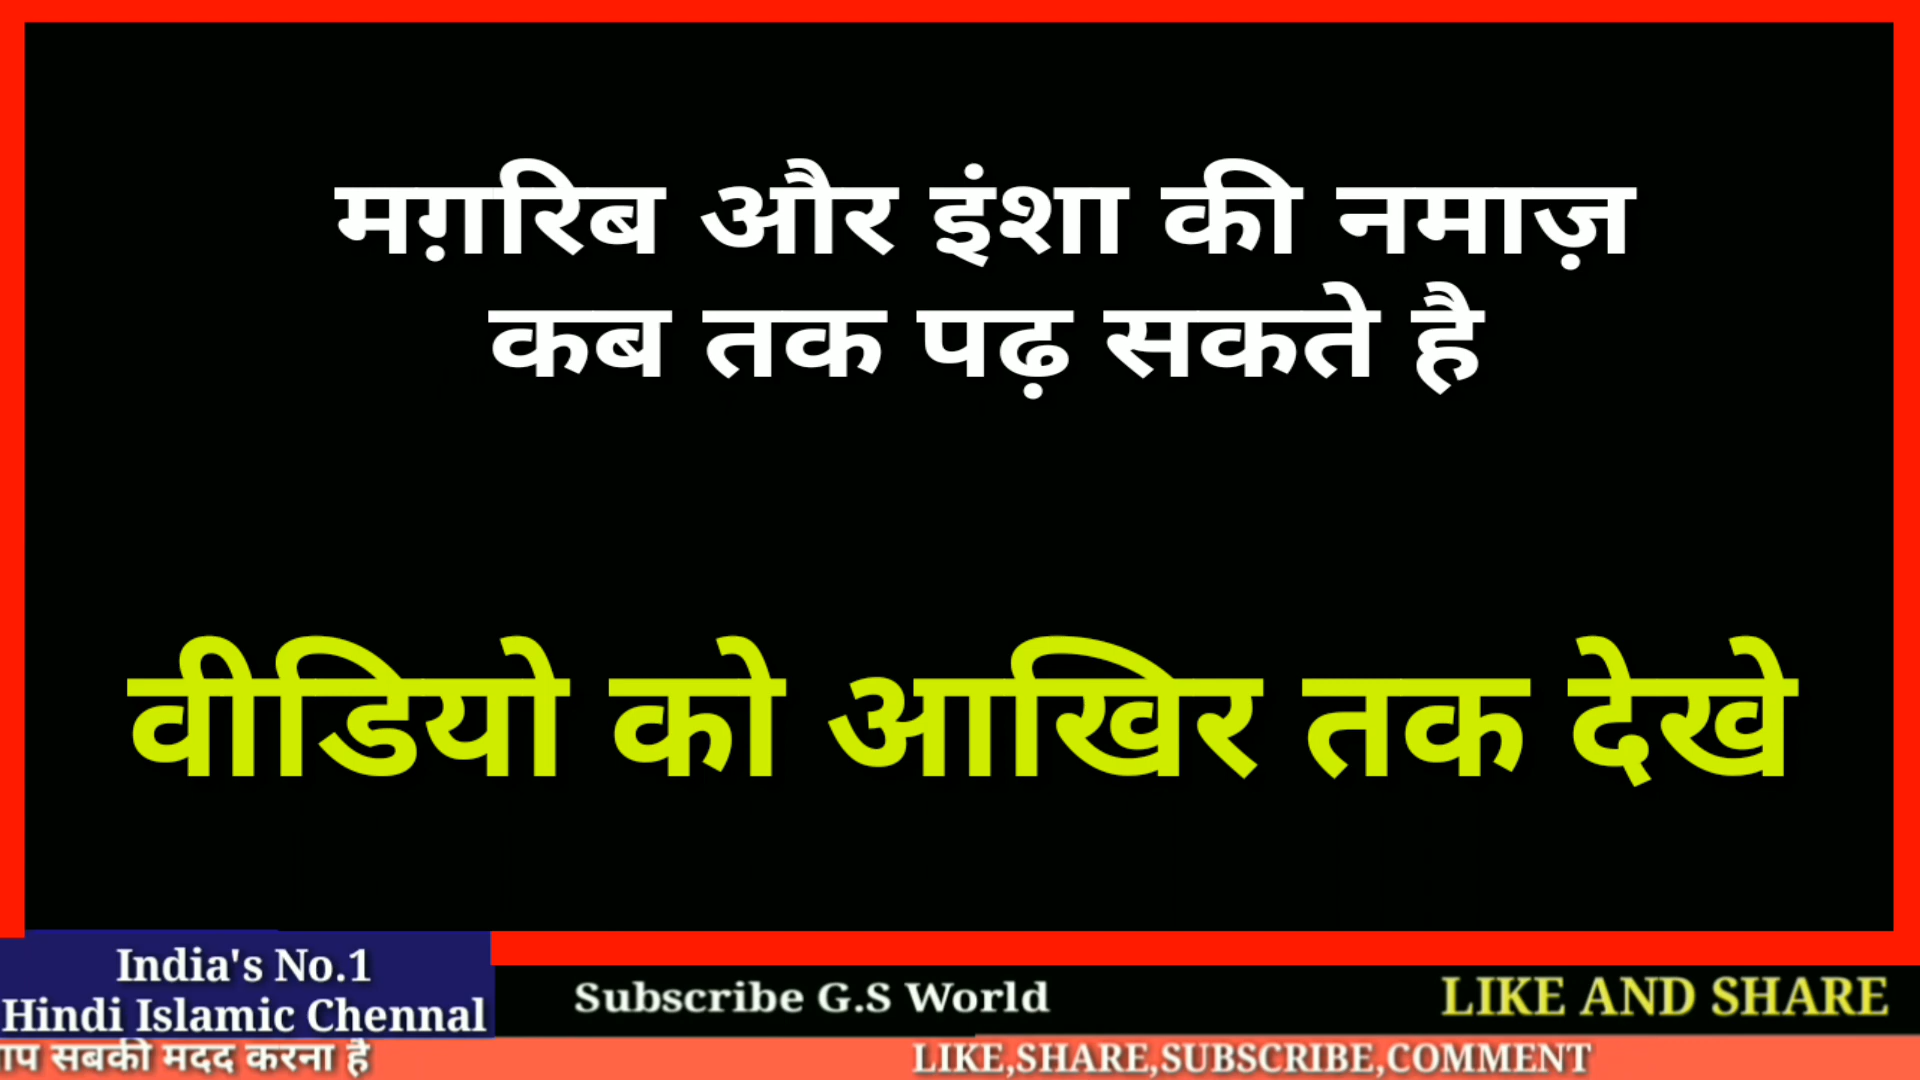 मग़रिब और इंशा की नमाज़
कब तक पढ़ सकते है
वीडियो को आखिर तक देखे
India's No.1
Hindi Islamic Chennal
Subscribe G.S World
LIKE AND SHARE
सबकी मदद करना है
LIKE,SHARE,SUBSCRIBE,COMMENT